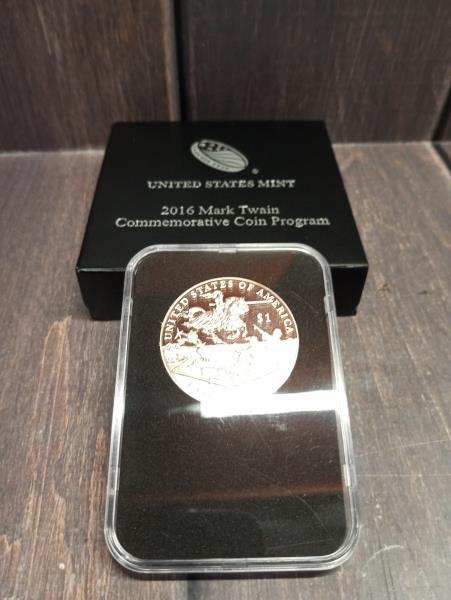 UNITED STATES MINT
2016 Mark Twain
Commemorative Coin Program
UNITED STATES OF AMERICA
$1